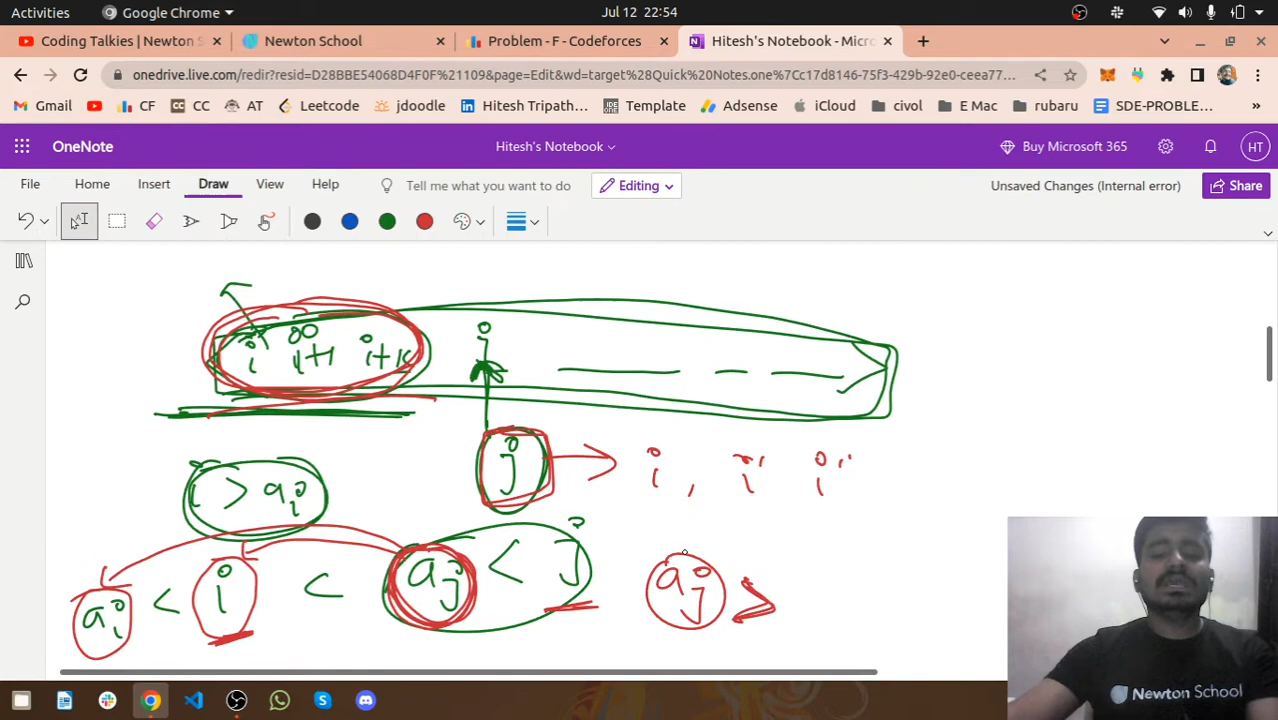 Activities Google Chrome Jul 12 22:54
Coding Talkies | Newton S Newton School Problem - F - Codeforces Hitesh's Notebook - Micro
onedrive.live.com/redir?resid=D28BBE54068D4F0F%21109&page=Edit&wd=target%28Quick%20Notes.one%7Cc17d8146-75f3-429b-92e0-ceea77...
Gmail CF CC AT Leetcode jdoodle Hitesh Tripath... Template Adsense iCloud civol E Mac rubaru SDE-PROBLE...
OneNote Hitesh's Notebook Buy Microsoft 365 HT
File Home Insert Draw View Help Tell me what you want to do Editing Unsaved Changes (Internal error) Share
i i+1 i+k j
j i, i i
i > ai
ai < i < aj < j aj >
Newton School